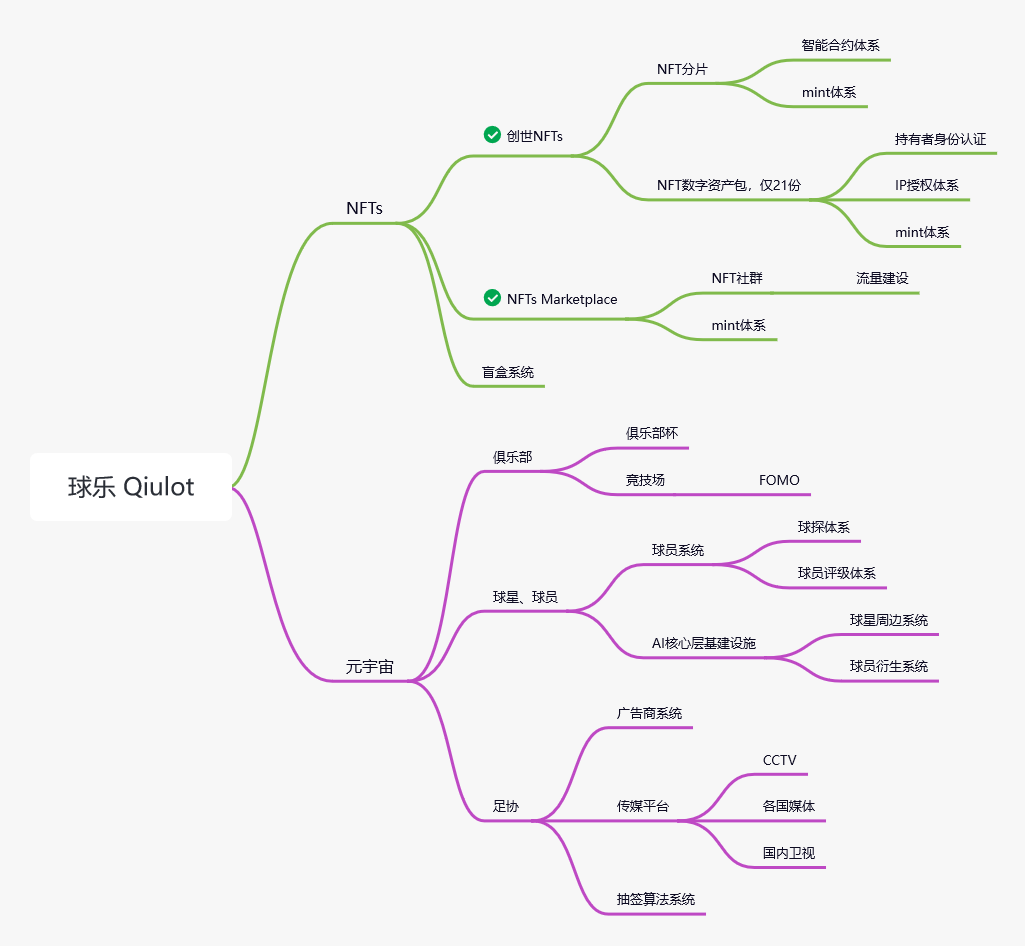 球乐 Qiulot
NFTs
创世NFTs
NFT分片
智能合约体系
mint体系
NFT数字资产包，仅21份
持有者身份认证
IP授权体系
mint体系
NFTs Marketplace
NFT社群
流量建设
mint体系
盲盒系统
元宇宙
俱乐部
俱乐部杯
竞技场
FOMO
球星、球员
球员系统
球探体系
球员评级体系
AI核心层基建设施
球星周边系统
球员衍生系统
足协
广告商系统
传媒平台
CCTV
各国媒体
国内卫视
抽签算法系统